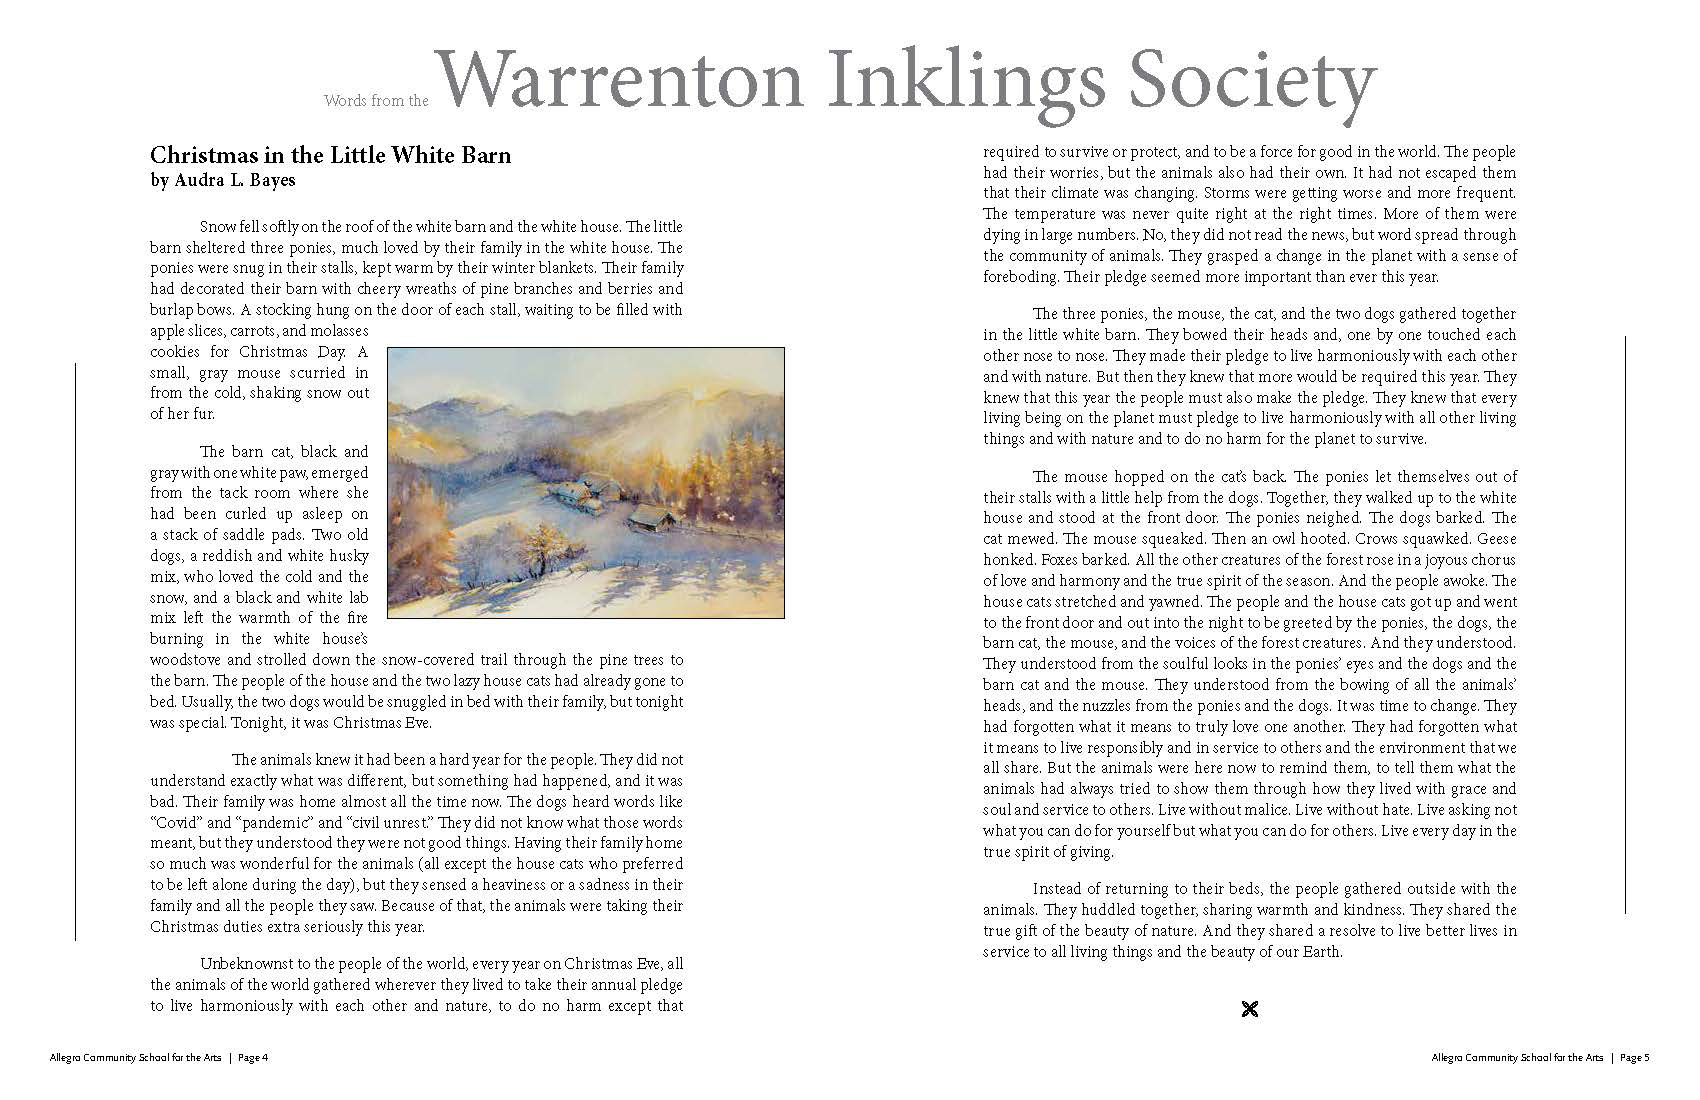 Words from the Warrenton Inklings Society
Christmas in the Little White Barn
by Audra L. Bayes
Snow fell softly on the roof of the white barn and the white house. The little
barn sheltered three ponies, much loved by their family in the white house. The
ponies were snug in their stalls, kept warm by their winter blankets. Their family
had decorated their barn with cheery wreaths of pine branches and berries and
burlap bows. A stocking hung on the door of each stall, waiting to be filled with
apple slices, carrots, and molasses
cookies for Christmas Day. A
small, gray mouse scurried in
from the cold, shaking snow out
of her fur.
The barn cat, black and
gray with one white paw, emerged
from the tack room where she
had been curled up asleep on
a stack of saddle pads. Two old
dogs, a reddish and white husky
mix, who loved the cold and the
snow, and a black and white lab
mix left the warmth of the fire
burning in the white house's
woodstove and strolled down the snow-covered trail through the pine trees to
the barn. The people of the house and the two lazy house cats had already gone to
bed. Usually, the two dogs would be snuggled in bed with their family, but tonight
was special. Tonight, it was Christmas Eve.
The animals knew it had been a hard year for the people. They did not
understand exactly what was different, but something had happened, and it was
bad. Their family was home almost all the time now. The dogs heard words like
“Covid” and “pandemic” and “civil unrest.” They did not know what those words
meant, but they understood they were not good things. Having their family home
so much was wonderful for the animals (all except the house cats who preferred
to be left alone during the day), but they sensed a heaviness or a sadness in their
family and all the people they saw. Because of that, the animals were taking their
Christmas duties extra seriously this year.
Unbeknownst to the people of the world, every year on Christmas Eve, all
the animals of the world gathered wherever they lived to take their annual pledge
to live harmoniously with each other and nature, to do no harm except that
required to survive or protect, and to be a force for good in the world. The people
had their worries, but the animals also had their own. It had not escaped them
that their climate was changing. Storms were getting worse and more frequent.
The temperature was never quite right at the right times. More of them were
dying in large numbers. No, they did not read the news, but word spread through
the community of animals. They grasped a change in the planet with a sense of
foreboding. Their pledge seemed more important than ever this year.
The three ponies, the mouse, the cat, and the two dogs gathered together
in the little white barn. They bowed their heads and, one by one touched each
other nose to nose. They made their pledge to live harmoniously with each other
and with nature. But then they knew that more would be required this year. They
knew that this year the people must also make the pledge. They knew that every
living being on the planet must pledge to live harmoniously with all other living
things and with nature and to do no harm for the planet to survive.
The mouse hopped on the cat's back. The ponies let themselves out of
their stalls with a little help from the dogs. Together, they walked up to the white
house and stood at the front door. The ponies neighed. The dogs barked. The
cat mewed. The mouse squeaked. Then an owl hooted. Crows squawked. Geese
honked. Foxes barked. All the other creatures of the forest rose in a joyous chorus
of love and harmony and the true spirit of the season. And the people awoke. The
house cats stretched and yawned. The people and the house cats got up and went
to the front door and out into the night to be greeted by the ponies, the dogs, the
barn cat, the mouse, and the voices of the forest creatures. And they understood.
They understood from the soulful looks in the ponies’ eyes and the dogs and the
barn cat and the mouse. They understood from the bowing of all the animals’
heads, and the nuzzles from the ponies and the dogs. It was time to change. They
had forgotten what it means to truly love one another. They had forgotten what
it means to live responsibly and in service to others and the environment that we
all share. But the animals were here now to remind them, to tell them what the
animals had always tried to show them through how they lived with grace and
soul and service to others. Live without malice. Live without hate. Live asking not
what you can do for yourself but what you can do for others. Live every day in the
true spirit of giving.
Instead of returning to their beds, the people gathered outside with the
animals. They huddled together, sharing warmth and kindness. They shared the
true gift of the beauty of nature. And they shared a resolve to live better lives in
service to all living things and the beauty of our Earth.
Allegro Community School for the Arts | Page 4
Allegro Community School for the Arts | Page 5